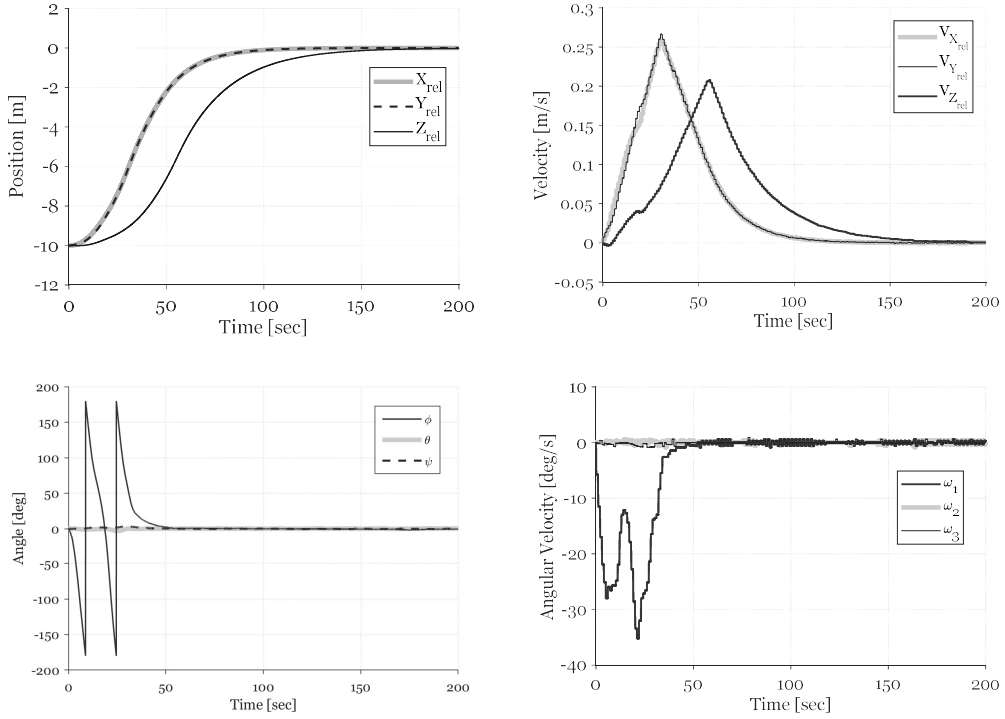 2
0
-2
-4
-6
-8
-10
-12
Position [m]
X_rel
Y_rel
Z_rel
0 50 100 150 200
Time [sec]
0.3
0.25
0.2
0.15
0.1
0.05
0
-0.05
Velocity [m/s]
V_X_rel
V_Y_rel
V_Z_rel
0 50 100 150 200
Time [sec]
200
150
100
50
0
-50
-100
-150
-200
Angle [deg]
ϕ
θ
ψ
0 50 100 150 200
Time [sec]
10
0
-10
-20
-30
-40
Angular Velocity [deg/s]
ω_1
ω_2
ω_3
0 50 100 150 200
Time [sec]